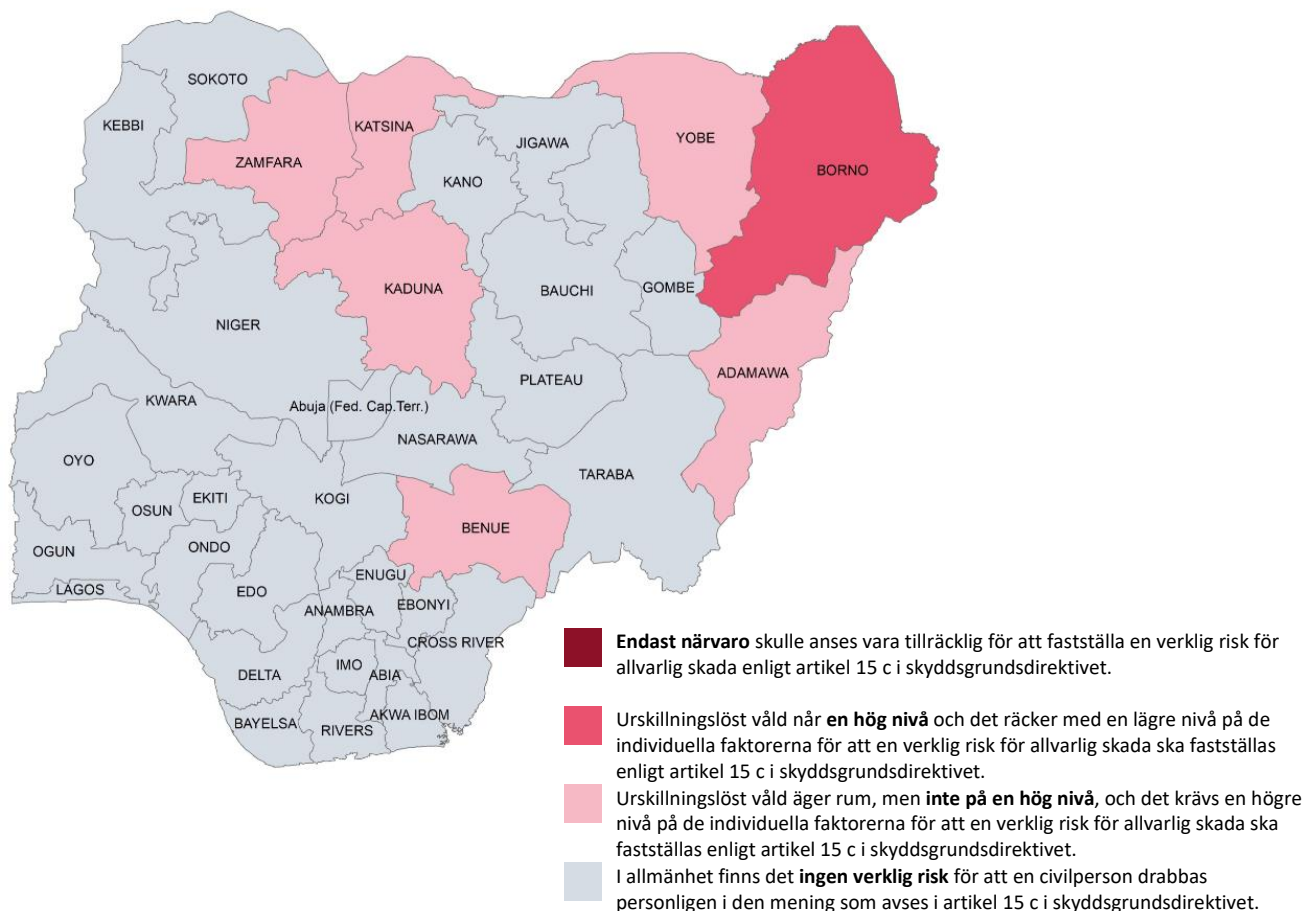 SOKOTO
KEBBI
KATSINA
ZAMFARA
JIGAWA
YOBE
KANO
BORNO
KADUNA
BAUCHI
GOMBE
NIGER
ADAMAWA
PLATEAU
KWARA
Abuja (Fed. Cap.Terr.)
NASARAWA
OYO
TARABA
EKITI
KOGI
OSUN
BENUE
OGUN
ONDO
LAGOS
EDO
ENUGU
ANAMBRA
EBONYI
CROSS RIVER
DELTA
IMO
ABIA
BAYELSA
RIVERS
AKWA IBOM
Endast närvaro skulle anses vara tillräcklig för att fastställa en verklig risk för
allvarlig skada enligt artikel 15 c i skyddsgrundsdirektivet.
Urskillningslöst våld når en hög nivå och det räcker med en lägre nivå på de
individuella faktorerna för att en verklig risk för allvarlig skada ska fastställas
enligt artikel 15 c i skyddsgrundsdirektivet.
Urskillningslöst våld äger rum, men inte på en hög nivå, och det krävs en högre
nivå på de individuella faktorerna för att en verklig risk för allvarlig skada ska
fastställas enligt artikel 15 c i skyddsgrundsdirektivet.
I allmänhet finns det ingen verklig risk för att en civilperson drabbas
personligen i den mening som avses i artikel 15 c i skyddsgrundsdirektivet.